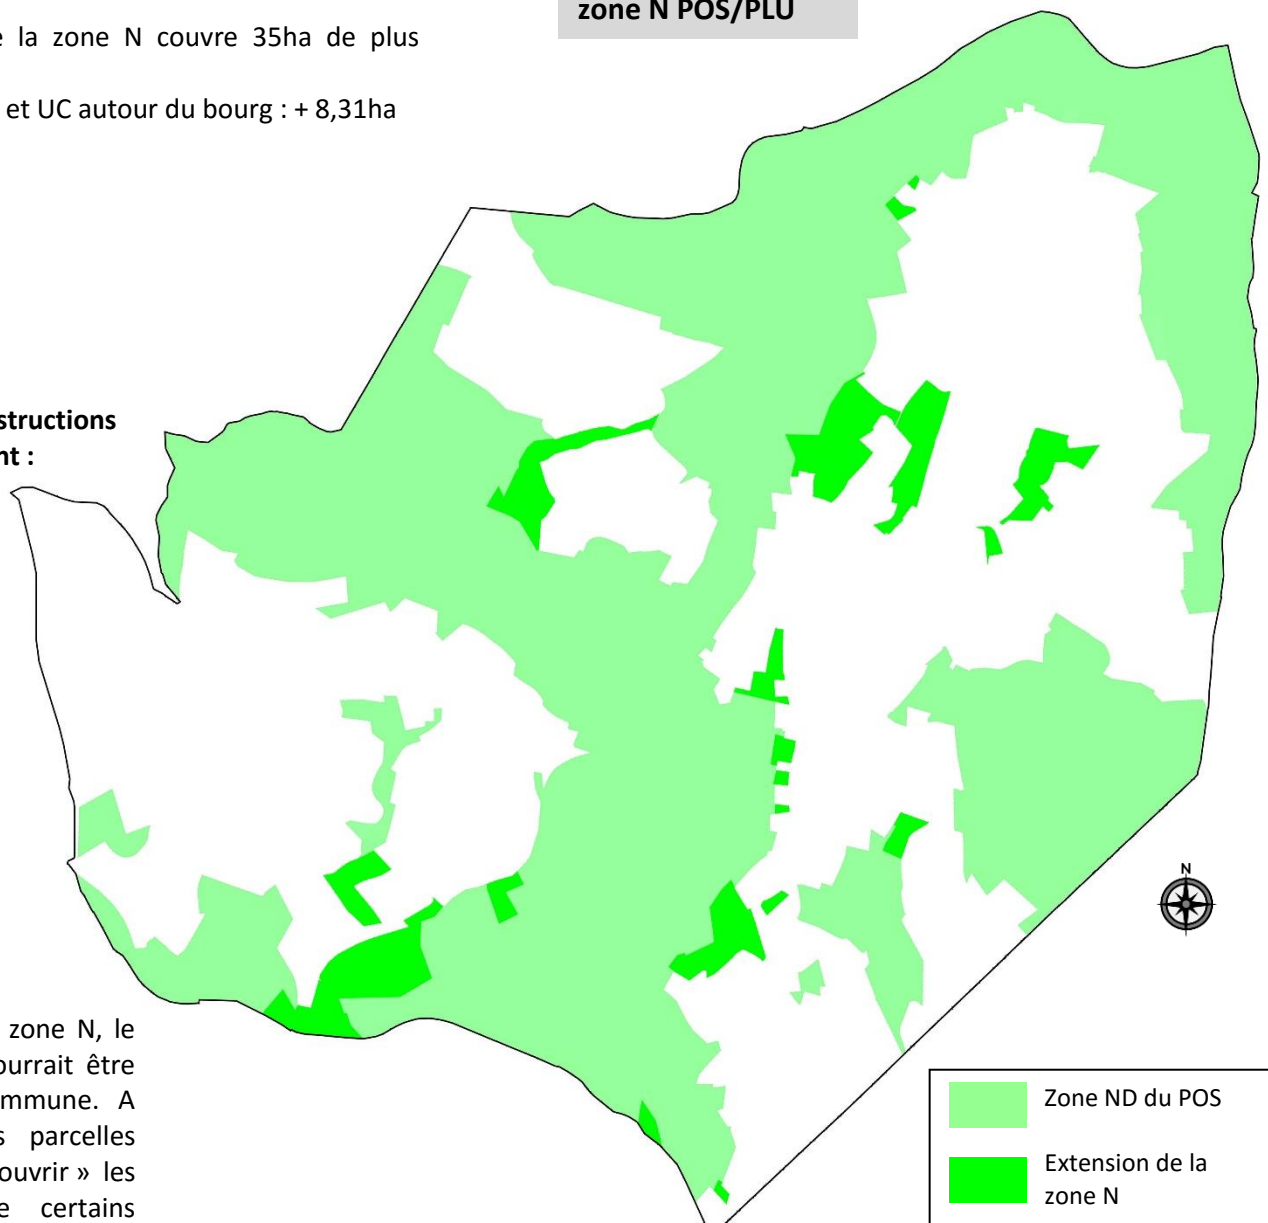 zone N POS/PLU
la zone N couvre 35ha de plus
et UC autour du bourg : + 8,31ha
structions
nt :
N
zone N, le
ourrait être
mmune. A
s parcelles
ouvrir » les
e certains
Zone ND du POS
Extension de la
zone N